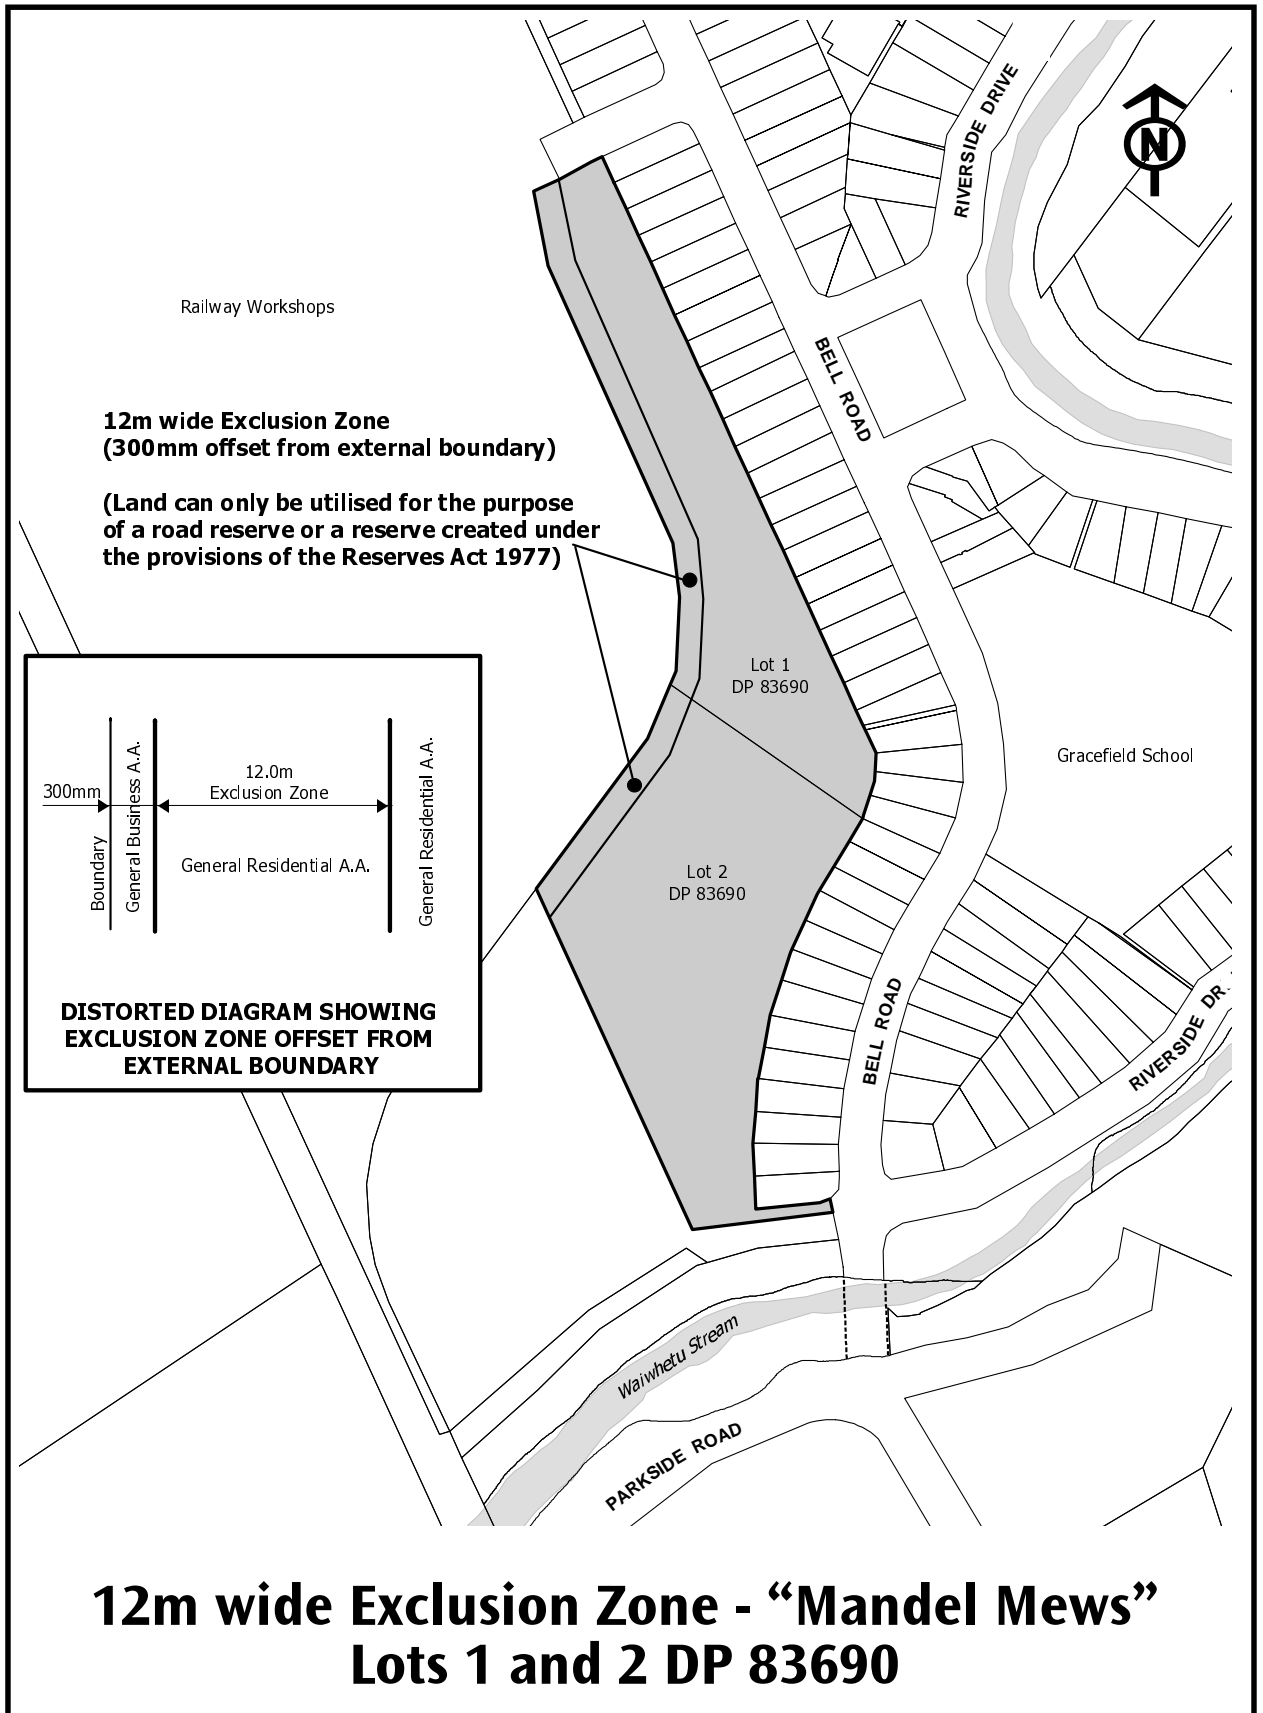 RIVERSIDE DRIVE
N
Railway Workshops
BELL ROAD
12m wide Exclusion Zone
(300mm offset from external boundary)
(Land can only be utilised for the purpose
of a road reserve or a reserve created under
the provisions of the Reserves Act 1977)
Lot 1
DP 83690
Gracefield School
300mm
Boundary
General Business A.A.
12.0m
Exclusion Zone
General Residential A.A.
General Residential A.A.
DISTORTED DIAGRAM SHOWING
EXCLUSION ZONE OFFSET FROM
EXTERNAL BOUNDARY
Lot 2
DP 83690
BELL ROAD
RIVERSIDE DR
Waiwhetu Stream
PARKSIDE ROAD
12m wide Exclusion Zone - “Mandel Mews”
Lots 1 and 2 DP 83690